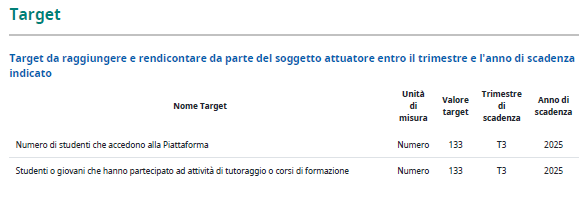 Target
Target da raggiungere e rendicontare da parte del soggetto attuatore entro il trimestre e l'anno di scadenza
indicato
Nome Target Unità di misura Valore target Trimestre di scadenza Anno di scadenza
Numero di studenti che accedono alla Piattaforma Numero 133 T3 2025
Studenti o giovani che hanno partecipato ad attività di tutoraggio o corsi di formazione Numero 133 T3 2025